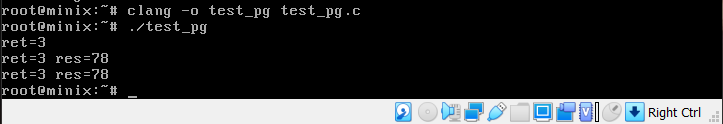 root@minix:~# clang -o test_pg test_pg.c
root@minix:~# ./test_pg
ret=3
ret=3 res=78
ret=3 res=78
root@minix:~# _
Right Ctrl